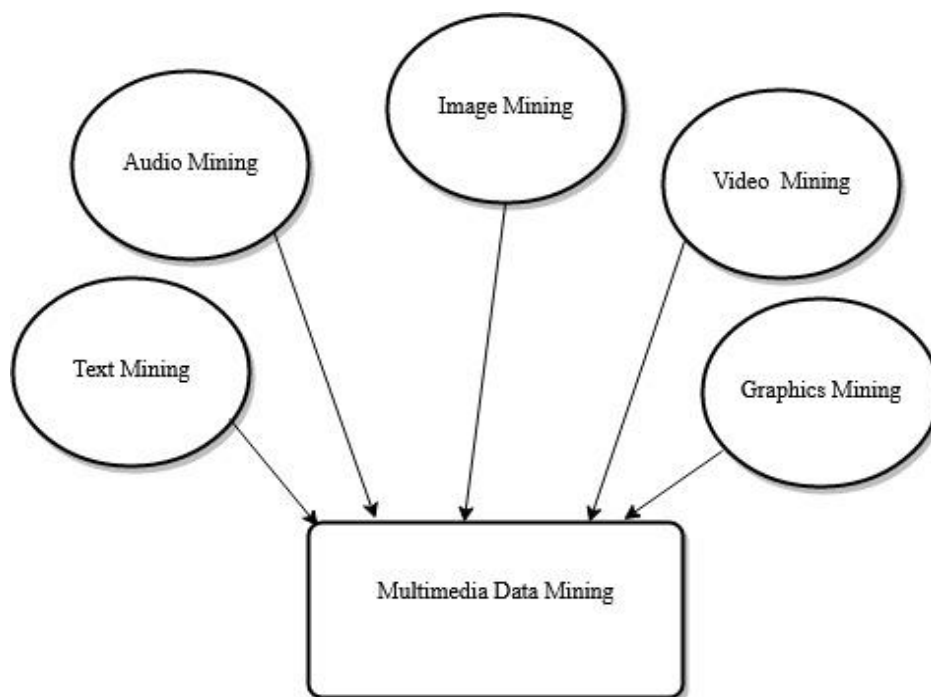 Image Mining
Audio Mining
Video Mining
Text Mining
Graphics Mining
Multimedia Data Mining